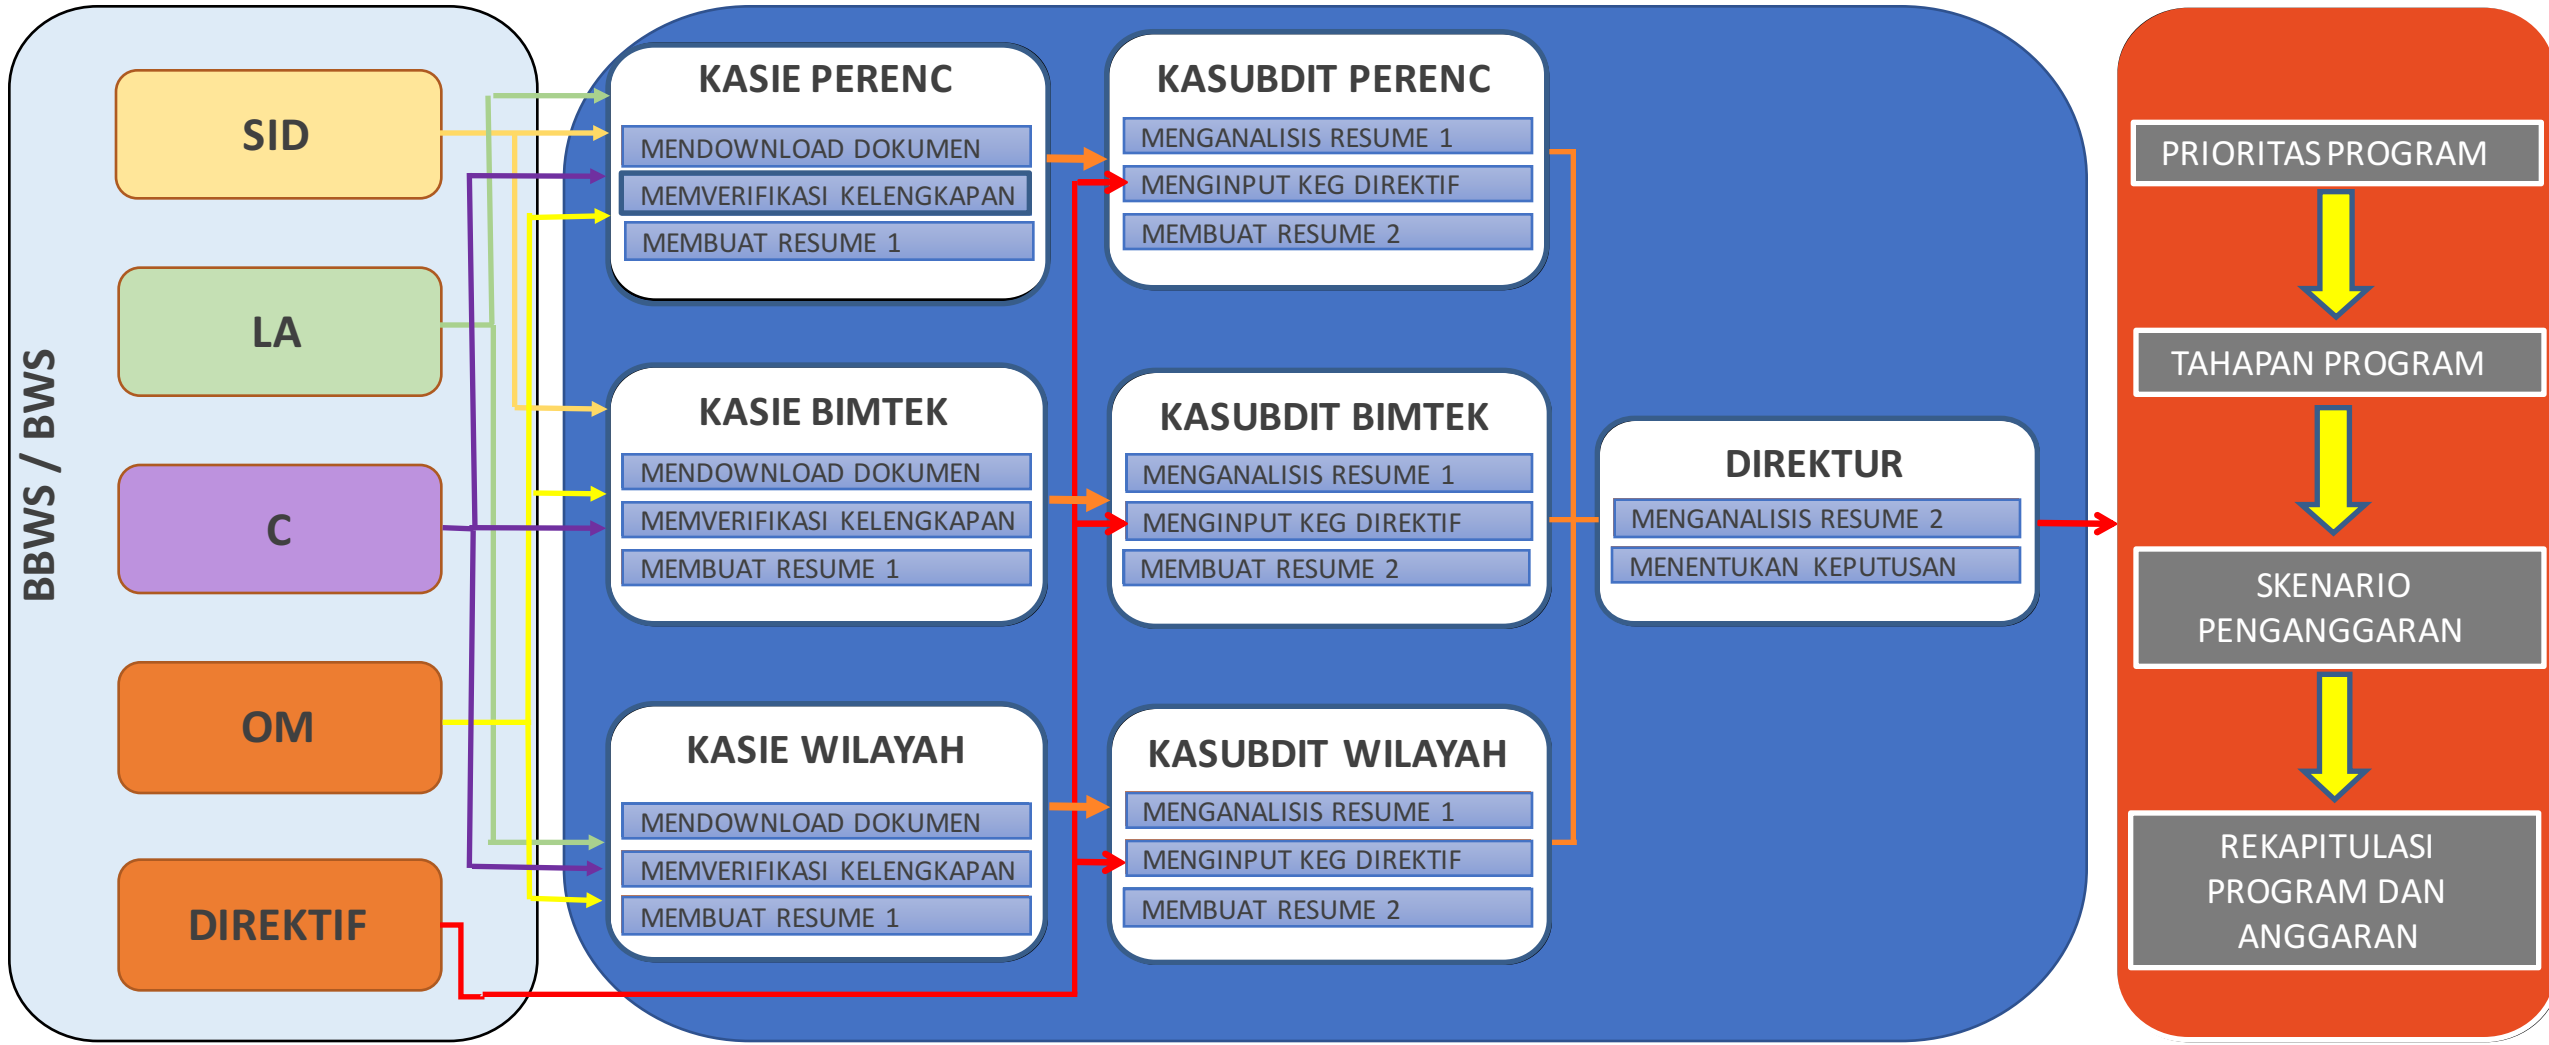 BBWS / BWS
SID
LA
C
OM
DIREKTIF
KASIE PERENC
MENDOWNLOAD DOKUMEN
MEMVERIFIKASI KELENGKAPAN
MEMBUAT RESUME 1
KASIE BIMTEK
MENDOWNLOAD DOKUMEN
MEMVERIFIKASI KELENGKAPAN
MEMBUAT RESUME 1
KASIE WILAYAH
MENDOWNLOAD DOKUMEN
MEMVERIFIKASI KELENGKAPAN
MEMBUAT RESUME 1
KASUBDIT PERENC
MENGANALISIS RESUME 1
MENGINPUT KEG DIREKTIF
MEMBUAT RESUME 2
KASUBDIT BIMTEK
MENGANALISIS RESUME 1
MENGINPUT KEG DIREKTIF
MEMBUAT RESUME 2
KASUBDIT WILAYAH
MENGANALISIS RESUME 1
MENGINPUT KEG DIREKTIF
MEMBUAT RESUME 2
DIREKTUR
MENGANALISIS RESUME 2
MENENTUKAN KEPUTUSAN
PRIORITAS PROGRAM
TAHAPAN PROGRAM
SKENARIO
PENGANGGARAN
REKAPITULASI
PROGRAM DAN
ANGGARAN